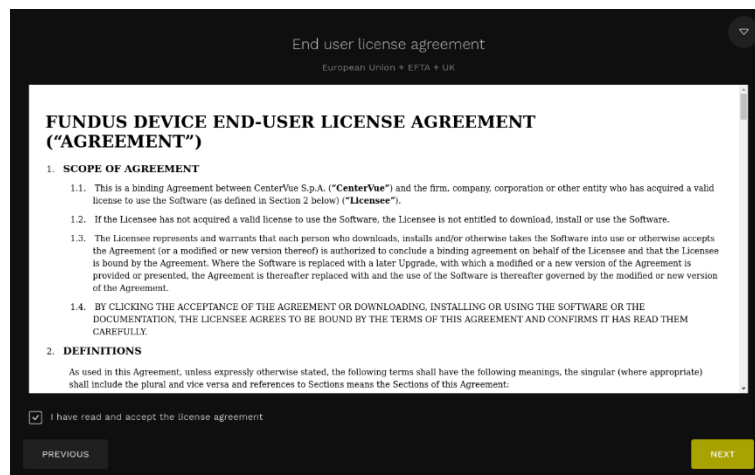 End user license agreement
European Union + EFTA + UK
FUNDUS DEVICE END-USER LICENSE AGREEMENT
(“AGREEMENT”)
1. SCOPE OF AGREEMENT
1.1. This is a binding Agreement between CenterVue S.p.A. (“CenterVue”) and the firm, company, corporation or other entity who has acquired a valid
license to use the Software (as defined in Section 2 below) (“Licensee”).
1.2. If the Licensee has not acquired a valid license to use the Software, the Licensee is not entitled to download, install or use the Software.
1.3. The Licensee represents and warrants that each person who downloads, installs and/or otherwise takes the Software into use or otherwise accepts
the Agreement (or a modified or new version thereof) is authorized to conclude a binding agreement on behalf of the Licensee and that the Licensee
is bound by the Agreement. Where the Software is replaced with a later Upgrade, with which a modified or a new version of the Agreement is
provided or presented, the Agreement is thereafter replaced with and the use of the Software is thereafter governed by the modified or new version
of the Agreement.
1.4. BY CLICKING THE ACCEPTANCE OF THE AGREEMENT OR DOWNLOADING, INSTALLING OR USING THE SOFTWARE OR THE
DOCUMENTATION, THE LICENSEE AGREES TO BE BOUND BY THE TERMS OF THIS AGREEMENT AND CONFIRMS IT HAS READ THEM
CAREFULLY.
2. DEFINITIONS
As used in this Agreement, unless expressly otherwise stated, the following terms shall have the following meanings, the singular (where appropriate)
shall include the plural and vice versa and references to Sections means the Sections of this Agreement:
I have read and accept the license agreement
PREVIOUS
NEXT